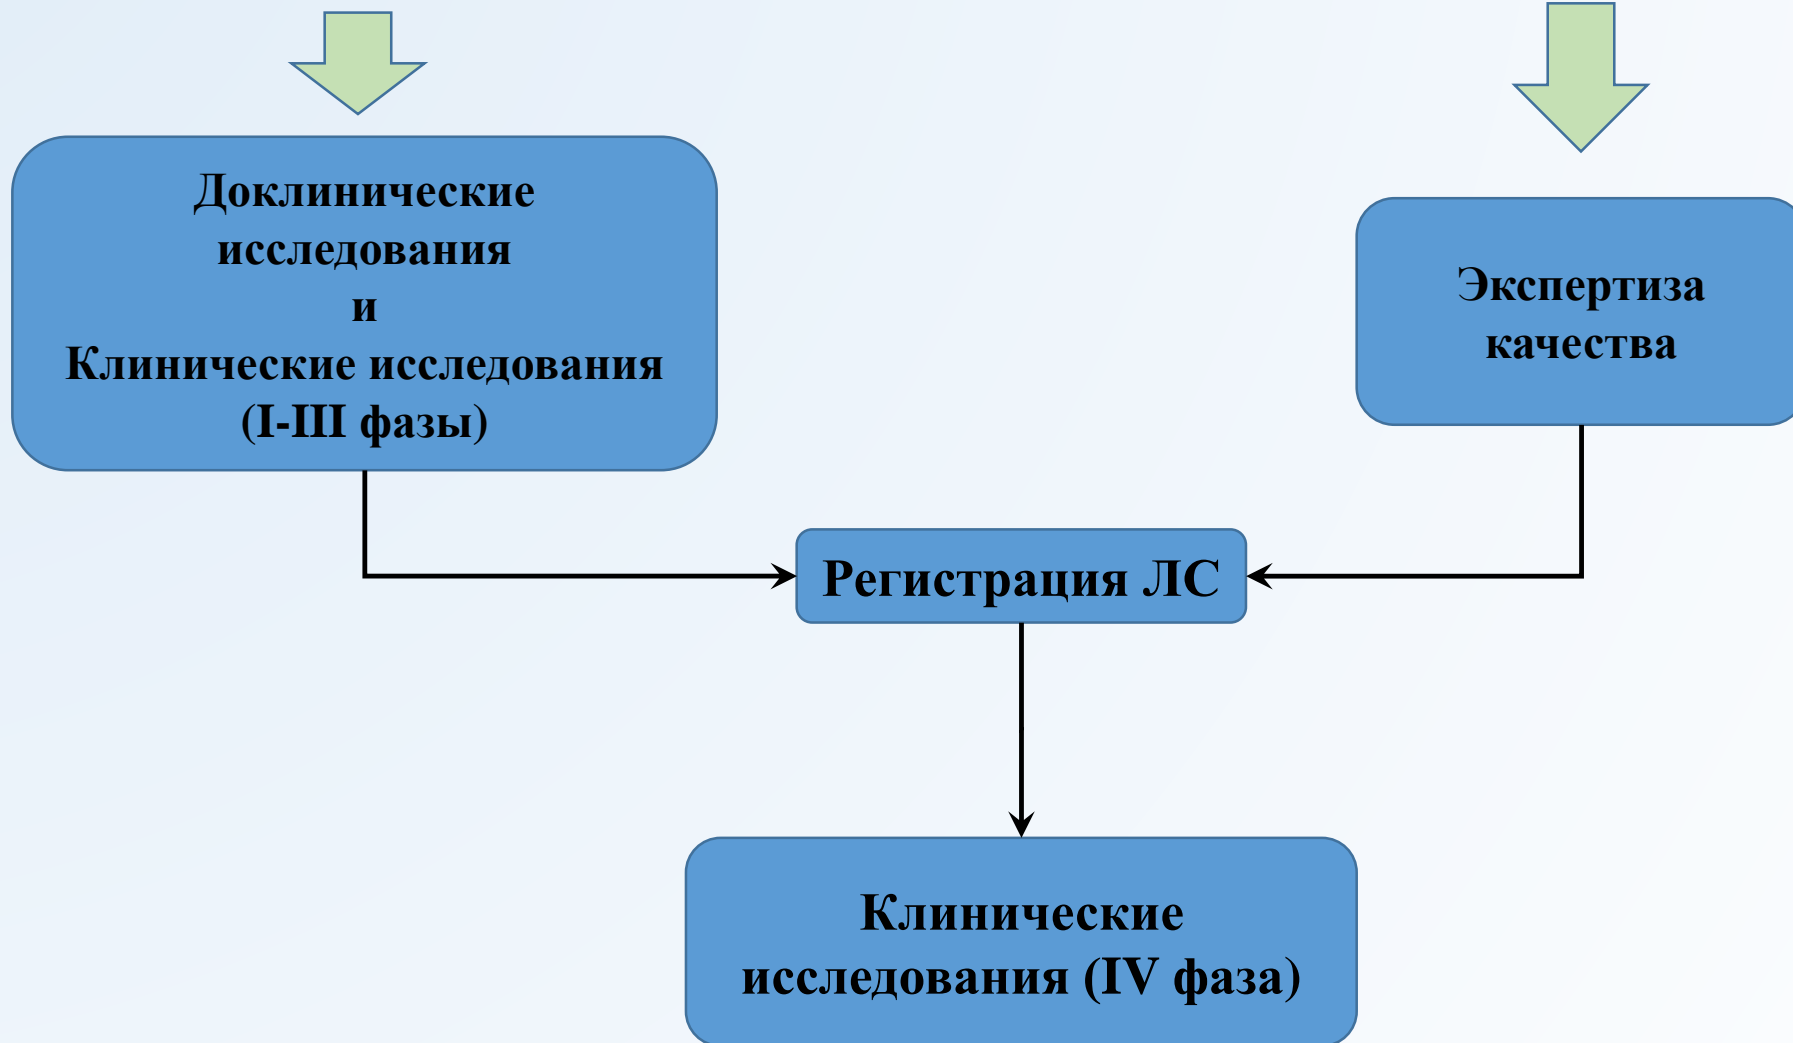 Доклинические
исследования
и
Клинические исследования
(I-III фазы)
Экспертиза
качества
Регистрация ЛС
Клинические
исследования (IV фаза)